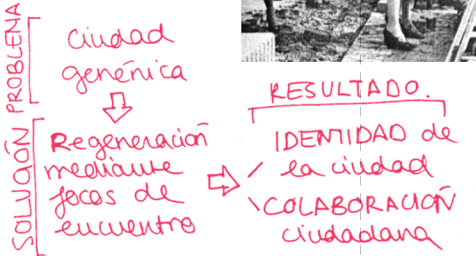 PROBLEMA
ciudad
genérica
SOLUCIÓN
Regeneración
mediante
focos de
encuentro
RESULTADO.
IDENTIDAD de
la ciudad
COLABORACIÓN
ciudadana